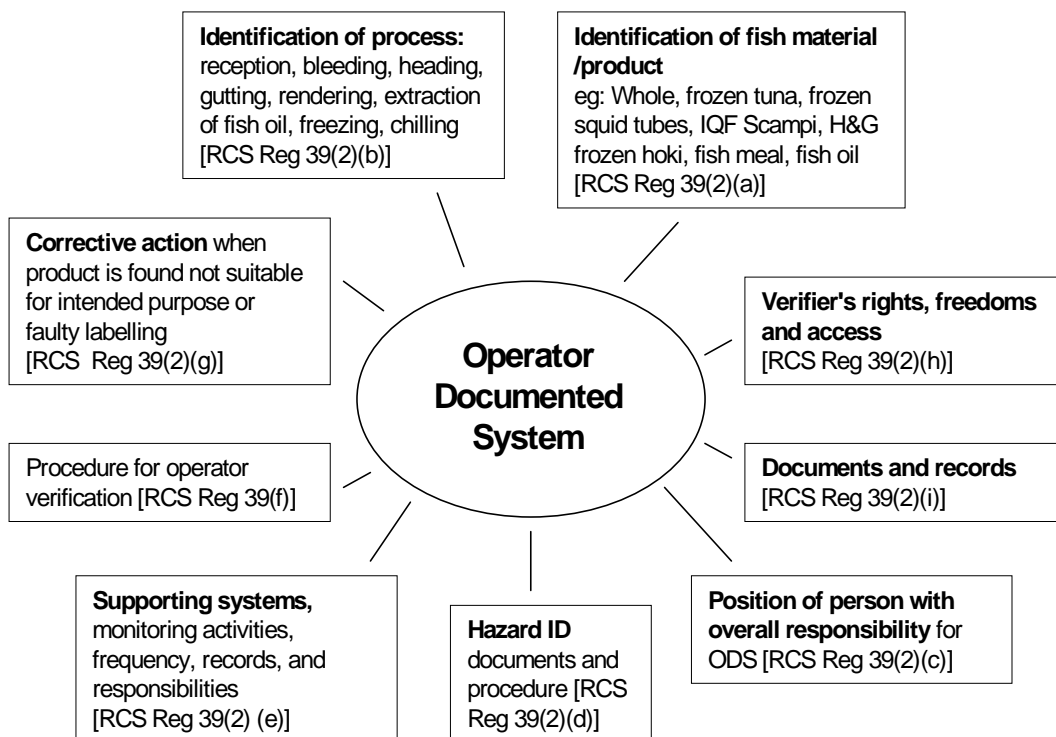 Identification of process:
reception, bleeding, heading,
gutting, rendering, extraction
of fish oil, freezing, chilling
[RCS Reg 39(2)(b)]
Identification of fish material
/product
eg: Whole, frozen tuna, frozen
squid tubes, IQF Scampi, H&G
frozen hoki, fish meal, fish oil
[RCS Reg 39(2)(a)]
Corrective action when
product is found not suitable
for intended purpose or
faulty labelling
[RCS Reg 39(2)(g)]
Operator
Documented
System
Verifier's rights, freedoms
and access
[RCS Reg 39(2)(h)]
Procedure for operator
verification [RCS Reg 39(f)]
Documents and records
[RCS Reg 39(2)(i)]
Supporting systems,
monitoring activities,
frequency, records, and
responsibilities
[RCS Reg 39(2) (e)]
Hazard ID
documents and
procedure [RCS
Reg 39(2)(d)]
Position of person with
overall responsibility for
ODS [RCS Reg 39(2)(c)]